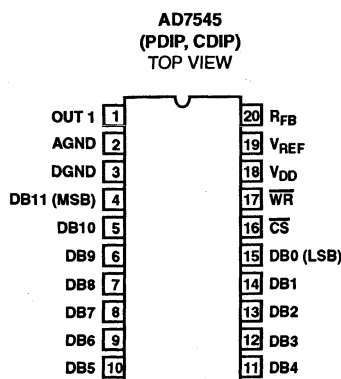 AD7545
(PDIP, CDIP)
TOP VIEW
OUT 1 1 20 RFB
AGND 2 19 VREF
DGND 3 18 VDD
DB11 (MSB) 4 17 W̅R̅
DB10 5 16 C̅S̅
DB9 6 15 DB0 (LSB)
DB8 7 14 DB1
DB7 8 13 DB2
DB6 9 12 DB3
DB5 10 11 DB4